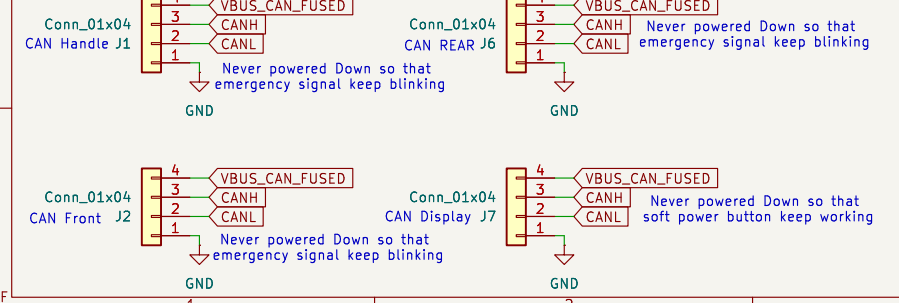 4 VBUS_CAN_FUSED
Conn_01x04 3 CANH
CAN Handle J1 2 CANL
1
Never powered Down so that
emergency signal keep blinking
GND
VBUS_CAN_FUSED
Conn_01x04 3 CANH
CAN REAR J6 2 CANL
1
Never powered Down so that
emergency signal keep blinking
GND
4 VBUS_CAN_FUSED
Conn_01x04 3 CANH
CAN Front J2 2 CANL
1
Never powered Down so that
emergency signal keep blinking
GND
4 VBUS_CAN_FUSED
Conn_01x04 3 CANH
CAN Display J7 2 CANL
1
Never powered Down so that
soft power button keep working
GND
F